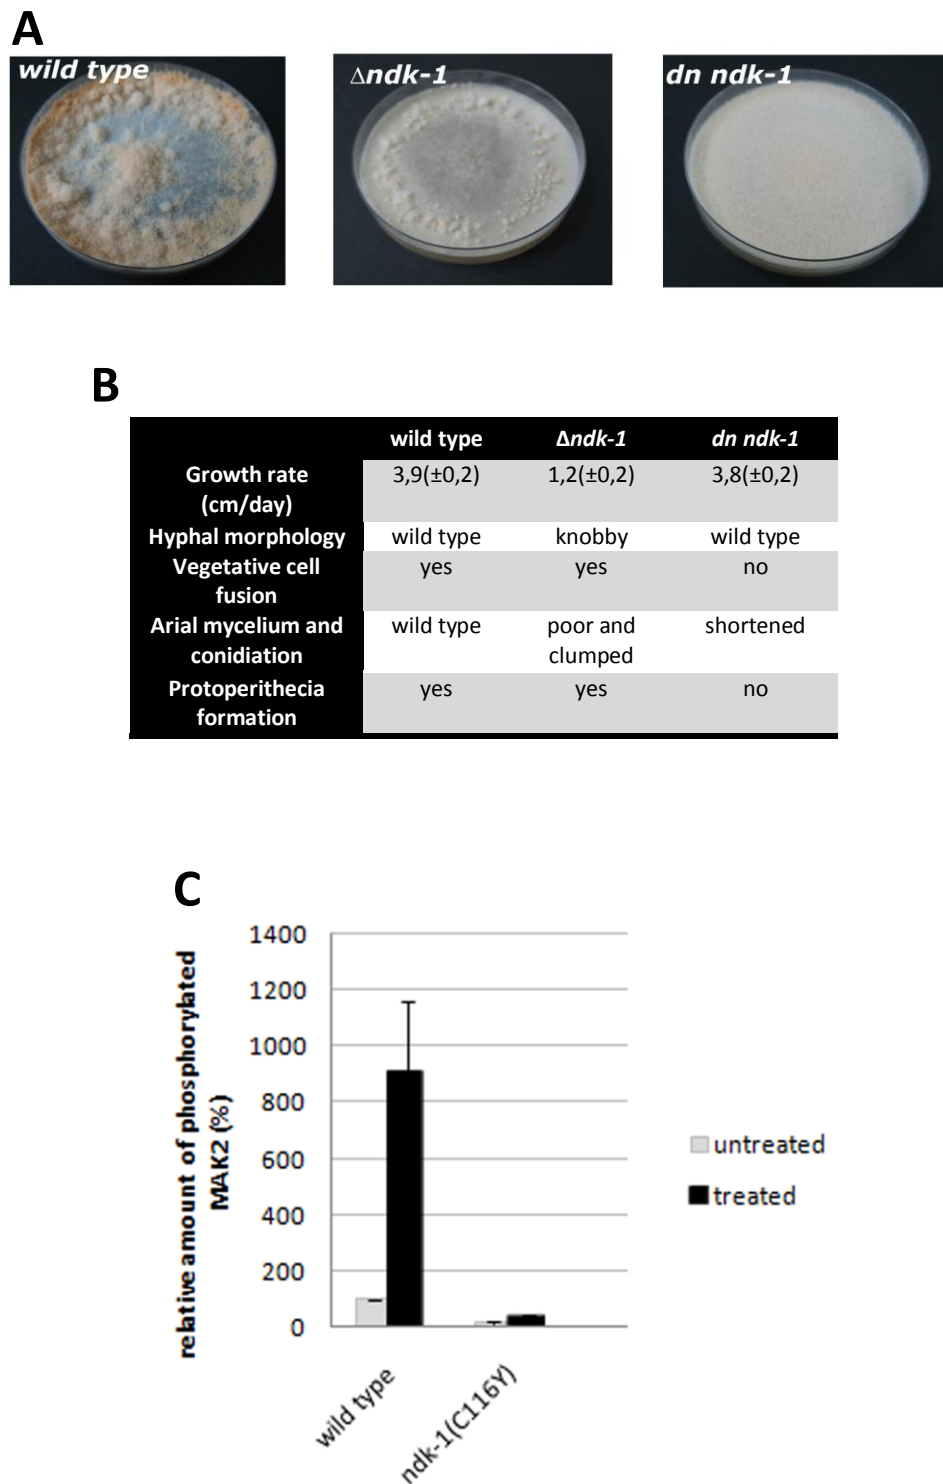 A
wild type
Δndk-1
dn ndk-1
B
wild type Δndk-1 dn ndk-1
Growth rate 3,9(±0,2) 1,2(±0,2) 3,8(±0,2)
(cm/day)
Hyphal morphology wild type knobby wild type
Vegetative cell yes yes no
fusion
Arial mycelium and wild type poor and shortened
conidiation clumped
Protoperithecia yes yes no
formation
C
relative amount of phosphorylated
MAK2 (%)
1400
1200
1000
800
600
400
200
0
untreated
treated
wild type
ndk-1(C116Y)